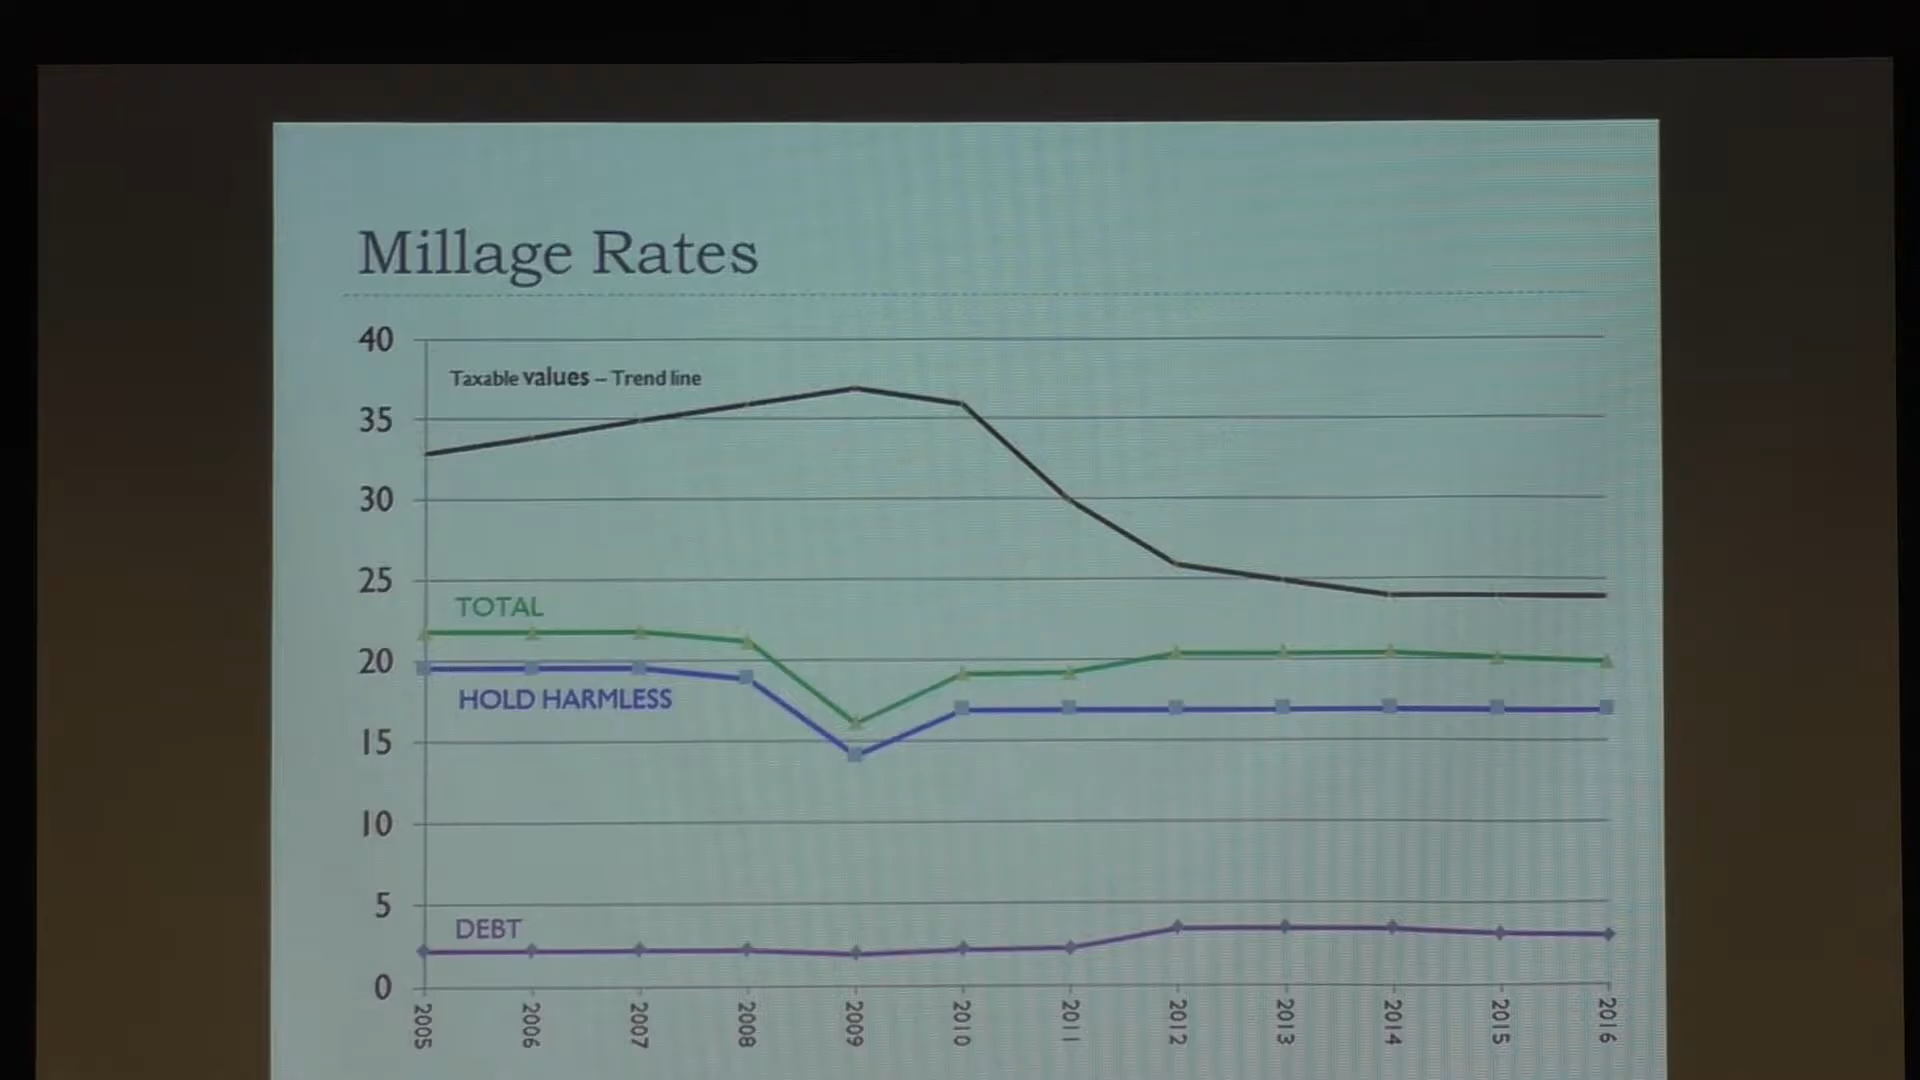 Millage Rates
40
Taxable values – Trend line
35
30
25
TOTAL
20
HOLD HARMLESS
15
10
5
DEBT
0
2005 2006 2007 2008 2009 2010 2011 2012 2013 2014 2015 2016